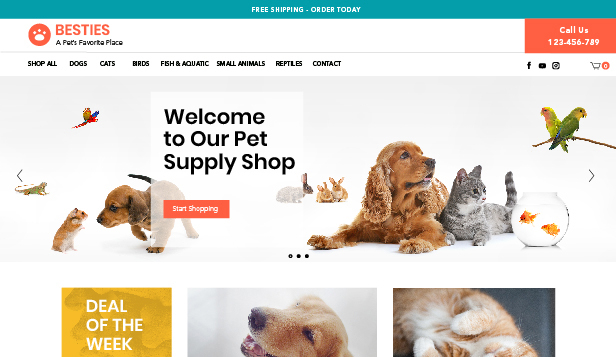 FREE SHIPPING - ORDER TODAY
BESTIES
A Pet's Favorite Place
Call Us
123-456-789
SHOP ALL DOGS CATS BIRDS FISH & AQUATIC SMALL ANIMALS REPTILES CONTACT
0
Welcome
to Our Pet
Supply Shop
Start Shopping
DEAL
OF THE
WEEK